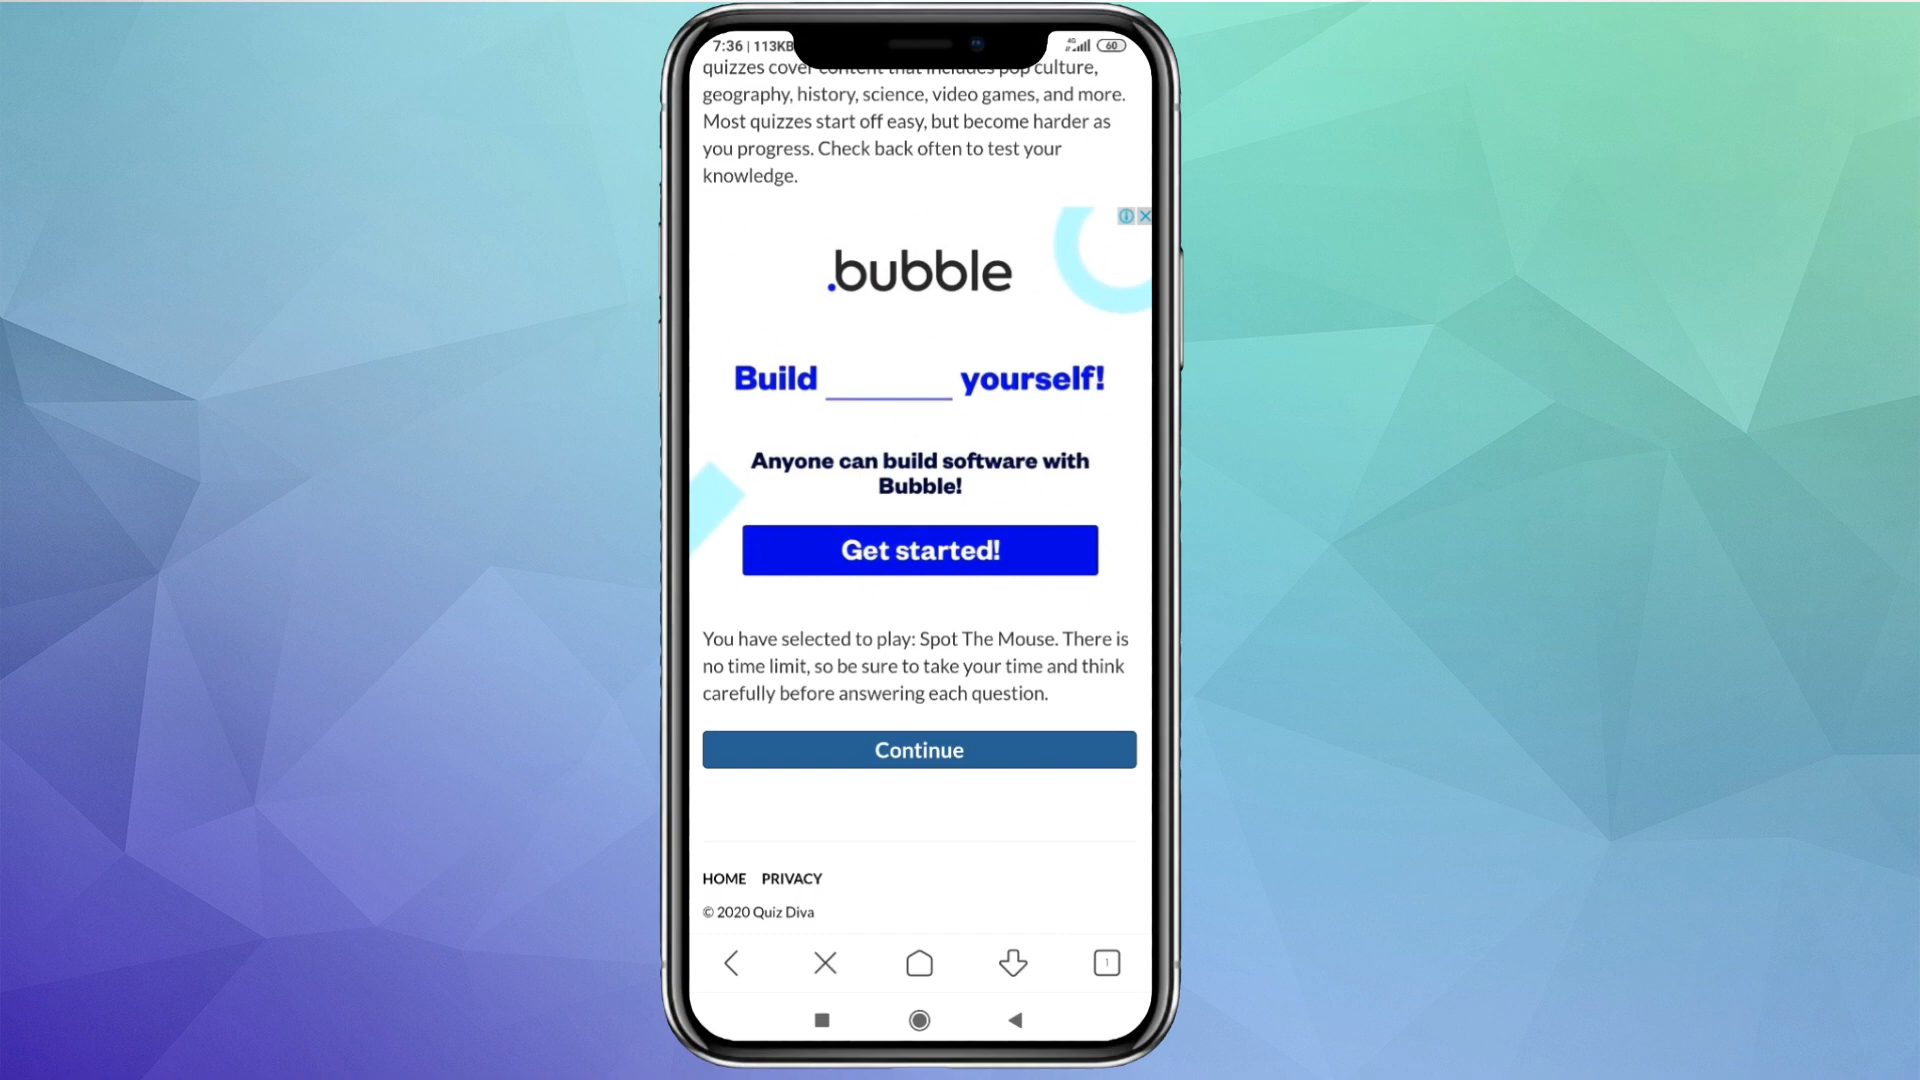 7:36 | 113KB
4G
60
quizzes cover content that includes pop culture,
geography, history, science, video games, and more.
Most quizzes start off easy, but become harder as
you progress. Check back often to test your
knowledge.
.bubble
Build ________ yourself!
Anyone can build software with
Bubble!
Get started!
You have selected to play: Spot The Mouse. There is
no time limit, so be sure to take your time and think
carefully before answering each question.
Continue
HOME PRIVACY
© 2020 Quiz Diva
1